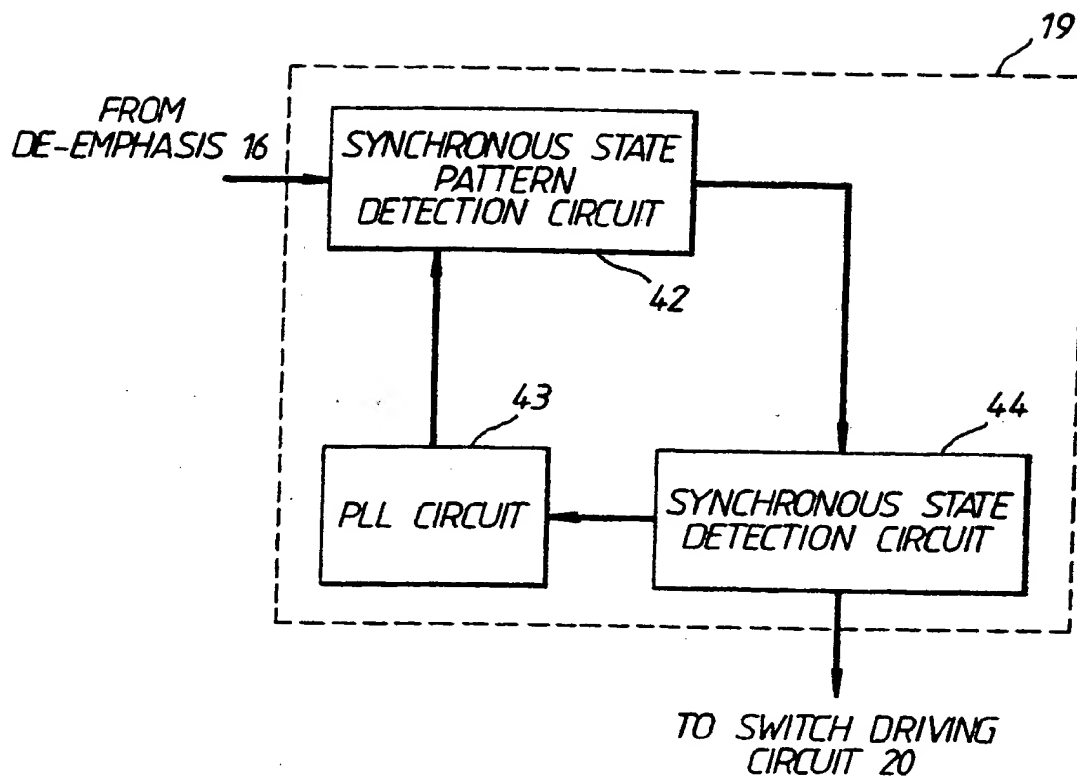 19
FROM
DE-EMPHASIS 16
SYNCHRONOUS STATE
PATTERN
DETECTION CIRCUIT
42
43
PLL CIRCUIT
44
SYNCHRONOUS STATE
DETECTION CIRCUIT
TO SWITCH DRIVING
CIRCUIT 20